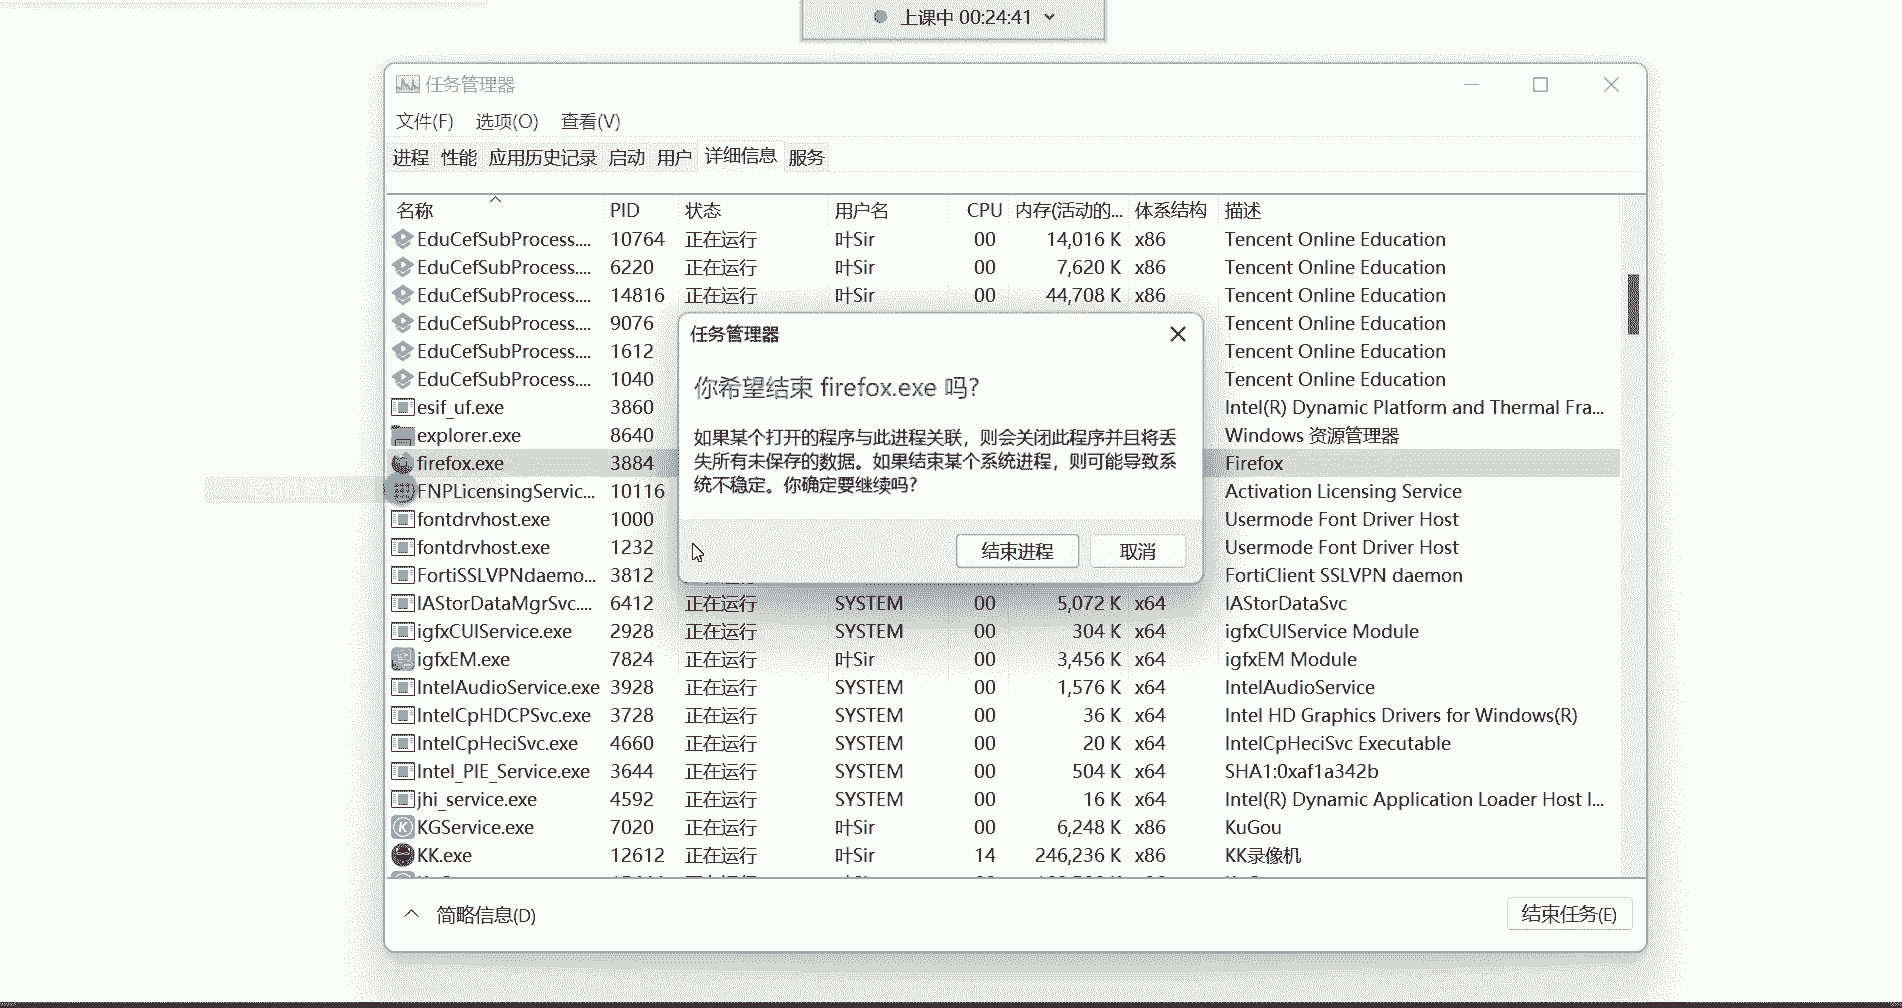 上课中 00:24:41
任务管理器
文件(F) 选项(O) 查看(V)
进程 性能 应用历史记录 启动 用户 详细信息 服务
名称 PID 状态 用户名 CPU 内存(活动的... 体系结构 描述
EduCefSubProcess.... 10764 正在运行 叶Sir 00 14,016 K x86 Tencent Online Education
EduCefSubProcess.... 6220 正在运行 叶Sir 00 7,620 K x86 Tencent Online Education
EduCefSubProcess.... 14816 正在运行 叶Sir 00 44,708 K x86 Tencent Online Education
EduCefSubProcess.... 9076 Tencent Online Education
EduCefSubProcess.... 1612 Tencent Online Education
EduCefSubProcess.... 1040 Tencent Online Education
esif_uf.exe 3860 Intel(R) Dynamic Platform and Thermal Fra...
explorer.exe 8640 Windows 资源管理器
firefox.exe 3884 Firefox
FNPLicensingServic... 10116 Activation Licensing Service
fontdrvhost.exe 1000 Usermode Font Driver Host
fontdrvhost.exe 1232 Usermode Font Driver Host
FortiSSLVPNdaemo... 3812 FortiClient SSLVPN daemon
任务管理器
你希望结束 firefox.exe 吗?
如果某个打开的程序与此进程关联，则会关闭此程序并且将丢
失所有未保存的数据。如果结束某个系统进程，则可能导致系
统不稳定。你确定要继续吗?
结束进程 取消
结束任务(E)
IAStorDataMgrSvc.... 6412 正在运行 SYSTEM 00 5,072 K x64 IAStorDataSvc
igfxCUIService.exe 2928 正在运行 SYSTEM 00 304 K x64 igfxCUIService Module
igfxEM.exe 7824 正在运行 叶Sir 00 3,456 K x64 igfxEM Module
IntelAudioService.exe 3928 正在运行 SYSTEM 00 1,576 K x64 IntelAudioService
IntelCpHDCPSvc.exe 3728 正在运行 SYSTEM 00 36 K x64 Intel HD Graphics Drivers for Windows(R)
IntelCpHeciSvc.exe 4660 正在运行 SYSTEM 00 20 K x64 IntelCpHeciSvc Executable
Intel_PIE_Service.exe 3644 正在运行 SYSTEM 00 504 K x64 SHA1:0xaf1a342b
jhi_service.exe 4592 正在运行 SYSTEM 00 16 K x64 Intel(R) Dynamic Application Loader Host I...
KGService.exe 7020 正在运行 叶Sir 00 6,248 K x86 KuGou
KK.exe 12612 正在运行 叶Sir 14 246,236 K x86 KK录像机
简略信息(D) 结束任务(E)